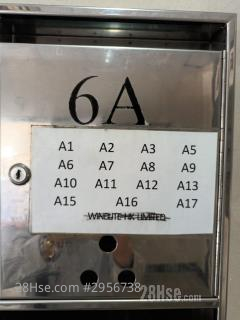 6A
A1 A2 A3 A5
A6 A7 A8 A9
A10 A11 A12 A13
A15 A16 A17
WINELITE HK LIMITED
28Hse.com #2956738
28Hse.com